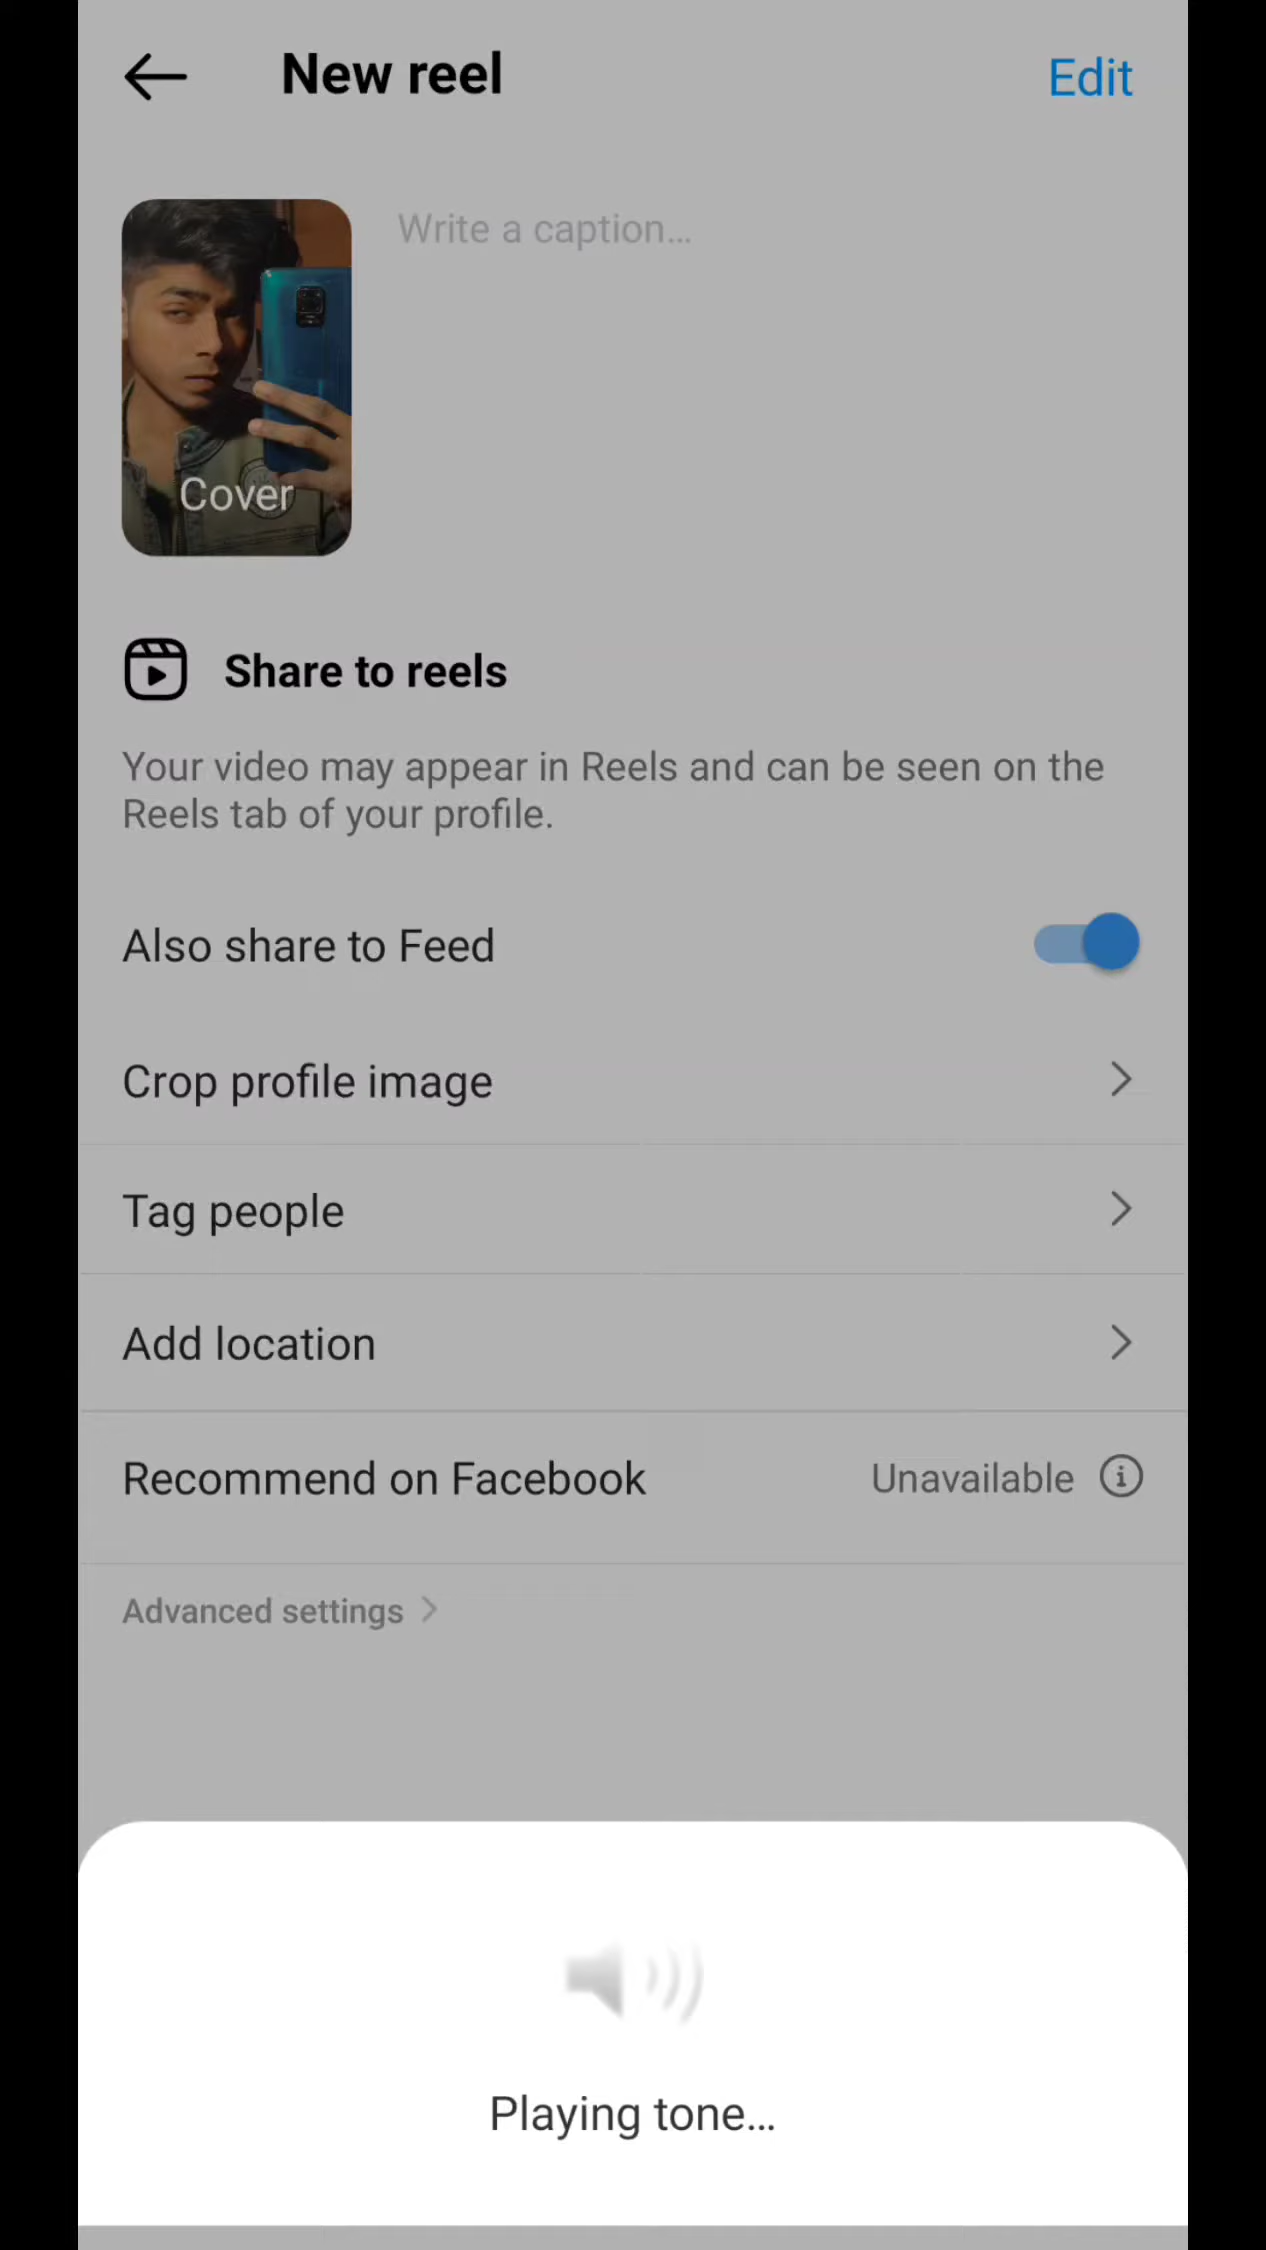 New reel
Edit
Write a caption...
Cover
Share to reels
Your video may appear in Reels and can be seen on the
Reels tab of your profile.
Also share to Feed
Crop profile image
Tag people
Add location
Recommend on Facebook
Unavailable
Advanced settings
Playing tone...